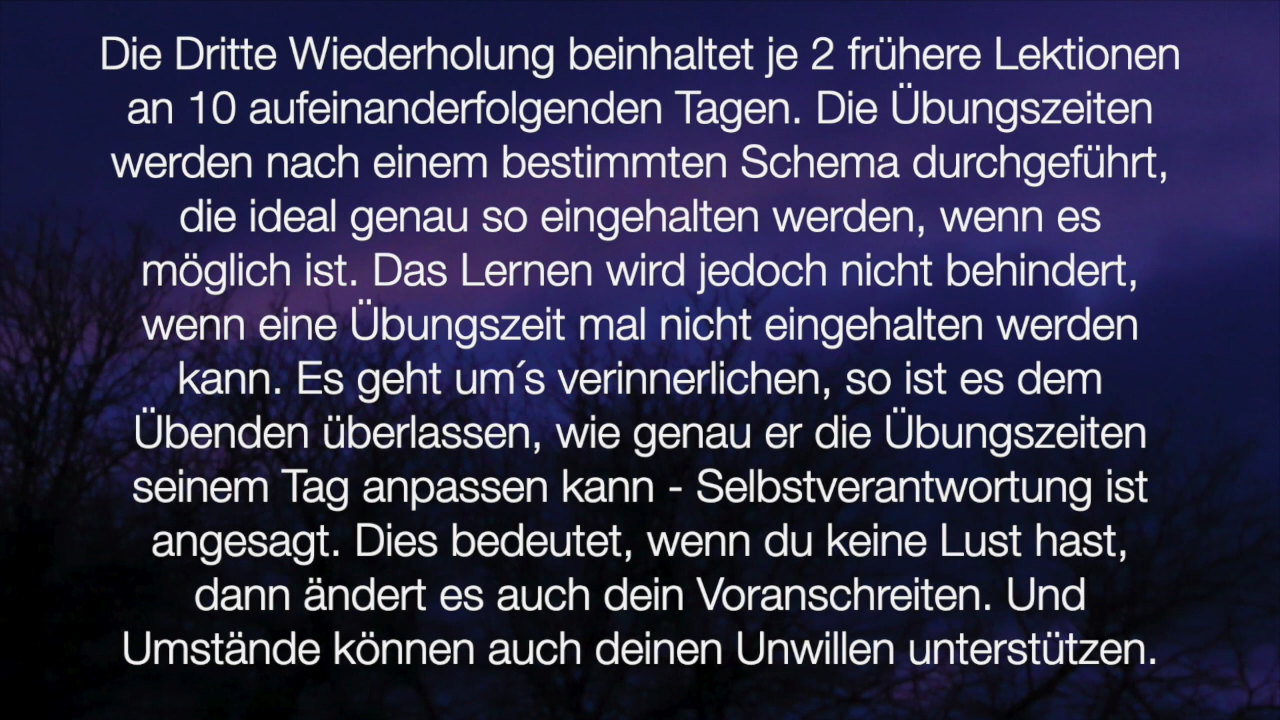 Die Dritte Wiederholung beinhaltet je 2 frühere Lektionen
an 10 aufeinanderfolgenden Tagen. Die Übungszeiten
werden nach einem bestimmten Schema durchgeführt,
die ideal genau so eingehalten werden, wenn es
möglich ist. Das Lernen wird jedoch nicht behindert,
wenn eine Übungszeit mal nicht eingehalten werden
kann. Es geht um´s verinnerlichen, so ist es dem
Übenden überlassen, wie genau er die Übungszeiten
seinem Tag anpassen kann - Selbstverantwortung ist
angesagt. Dies bedeutet, wenn du keine Lust hast,
dann ändert es auch dein Voranschreiten. Und
Umstände können auch deinen Unwillen unterstützen.